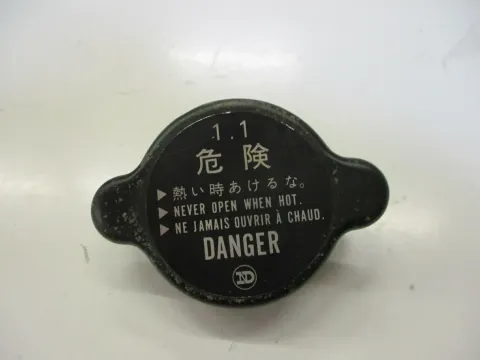 1.1
危険
▶熱い時あけるな。
▶NEVER OPEN WHEN HOT.
▶NE JAMAIS OUVRIR À CHAUD.
DANGER
ND